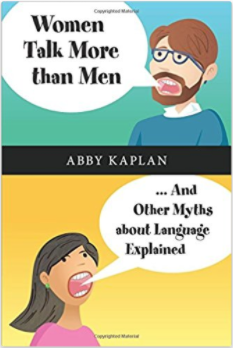 Women
Talk More
than Men
ABBY KAPLAN
... And
Other Myths
about Language
Explained